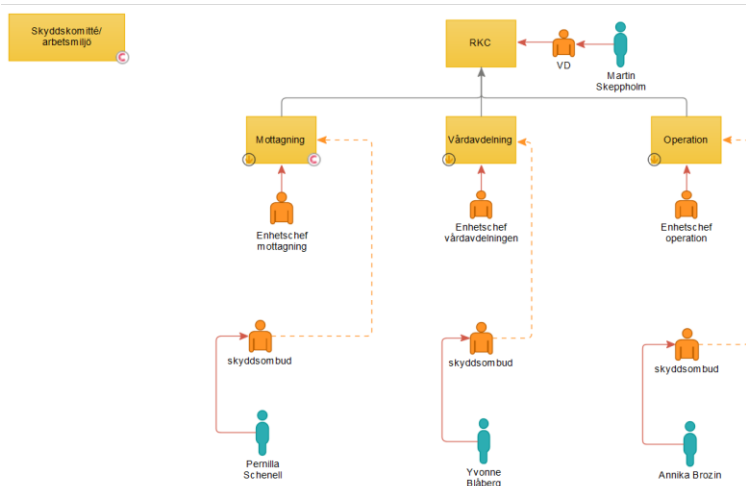 Skyddskomitté/
arbetsmiljö
C
RKC
VD
Martin
Skeppholm
Mottagning
C
Vårdavdelning
Operation
Enhetschef
mottagning
Enhetschef
vårdavdelningen
Enhetschef
operation
skyddsombud
skyddsombud
skyddsombud
Pernilla
Schenell
Yvonne
Blåberg
Annika Brozin